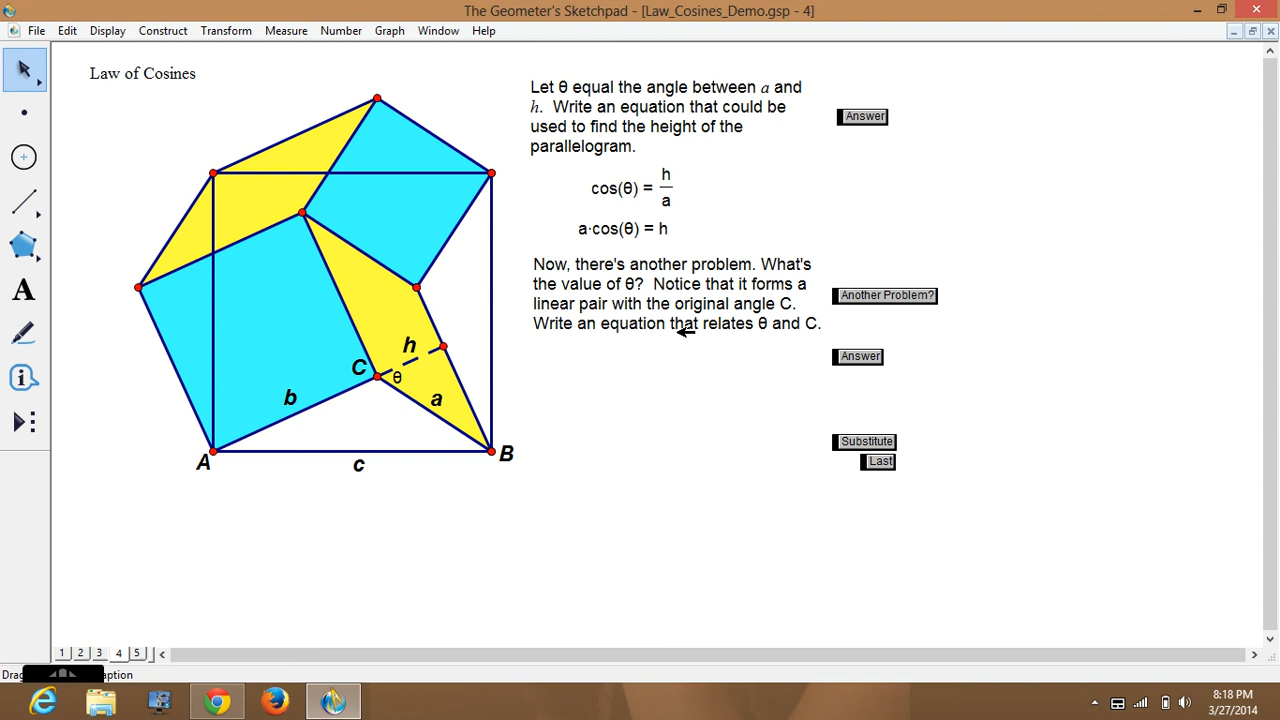 The Geometer's Sketchpad - [Law_Cosines_Demo.gsp - 4]
File Edit Display Construct Transform Measure Number Graph Window Help
Law of Cosines
Let θ equal the angle between a and
h. Write an equation that could be
used to find the height of the
parallelogram.
Answer
cos(θ) = h/a
a·cos(θ) = h
Now, there's another problem. What's
the value of θ? Notice that it forms a
linear pair with the original angle C.
Write an equation that relates θ and C.
Another Problem?
Answer
Substitute
Last
h
C
θ
b
a
A
B
c
A
i
1 2 3 4 5
Drag
aption
8:18 PM
3/27/2014